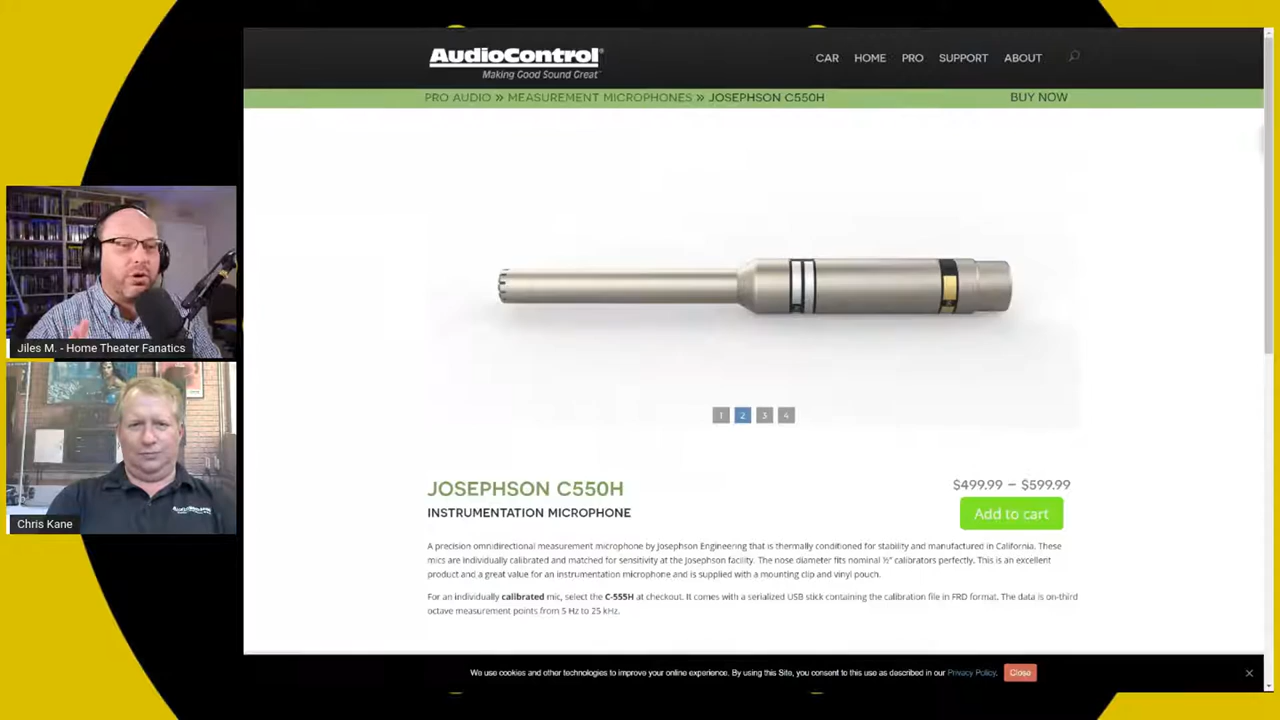 AudioControl®
Making Good Sound Great™
CAR HOME PRO SUPPORT ABOUT
PRO AUDIO » MEASUREMENT MICROPHONES » JOSEPHSON C550H
BUY NOW
1 2 3 4
Jiles M. - Home Theater Fanatics
Chris Kane
JOSEPHSON C550H
$499.99 – $599.99
INSTRUMENTATION MICROPHONE
Add to cart
A precision omnidirectional measurement microphone by Josephson Engineering that is thermally conditioned for stability and manufactured in California. These
mics are individually calibrated and matched for sensitivity at the Josephson facility. The nose diameter fits nominal ½" calibrators perfectly. This is an excellent
product and a great value for an instrumentation microphone and is supplied with a mounting clip and vinyl pouch.
For an individually calibrated mic, select the C-555H at checkout. It comes with a serialized USB stick containing the calibration file in FRD format. The data is on-third
octave measurement points from 5 Hz to 25 kHz.
We use cookies and other technologies to improve your online experience. By using this Site, you consent to this use as described in our Privacy Policy.
Close